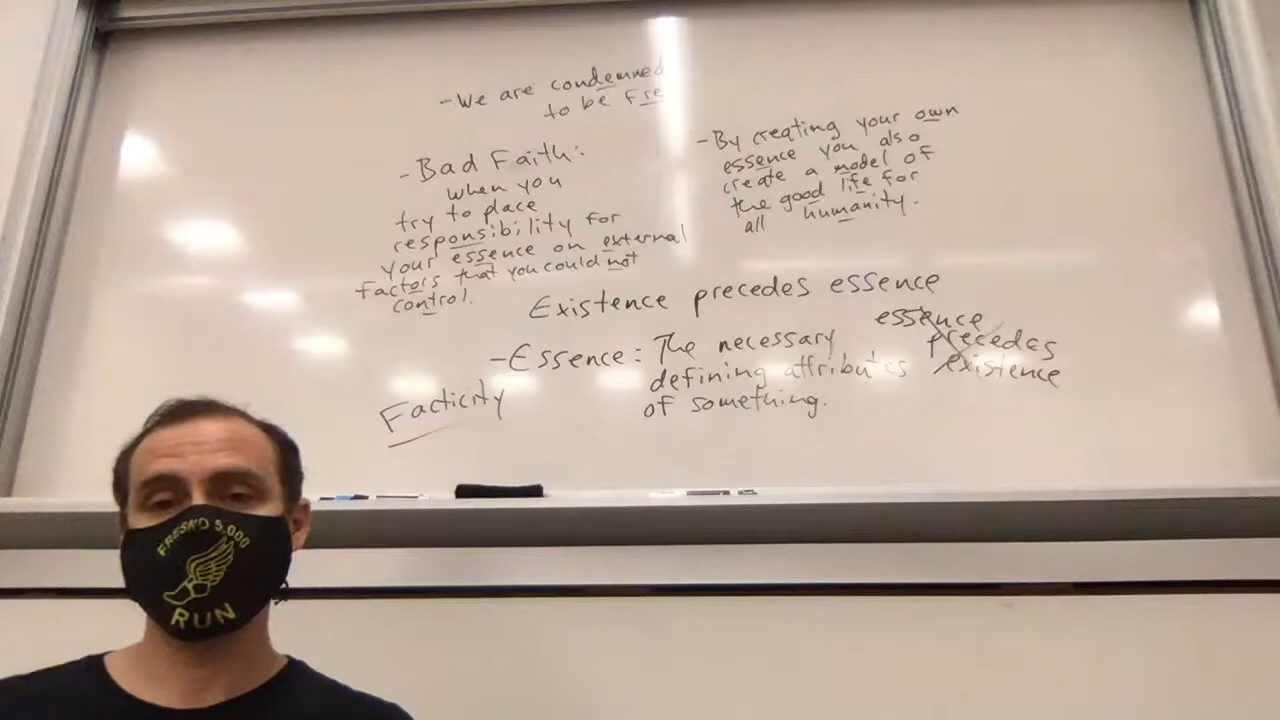 - We are condemned
to be fre
- Bad Faith:
when you
try to place
responsibility for
your essence on external
factors that you could not
control.
- By creating your own
essence you also
create a model of
the good life for
all humanity.
Existence precedes essence
essence
precedes
existence
- Essence: The necessary
defining attributes
of something.
Facticity
FRESNO 5,000
RUN